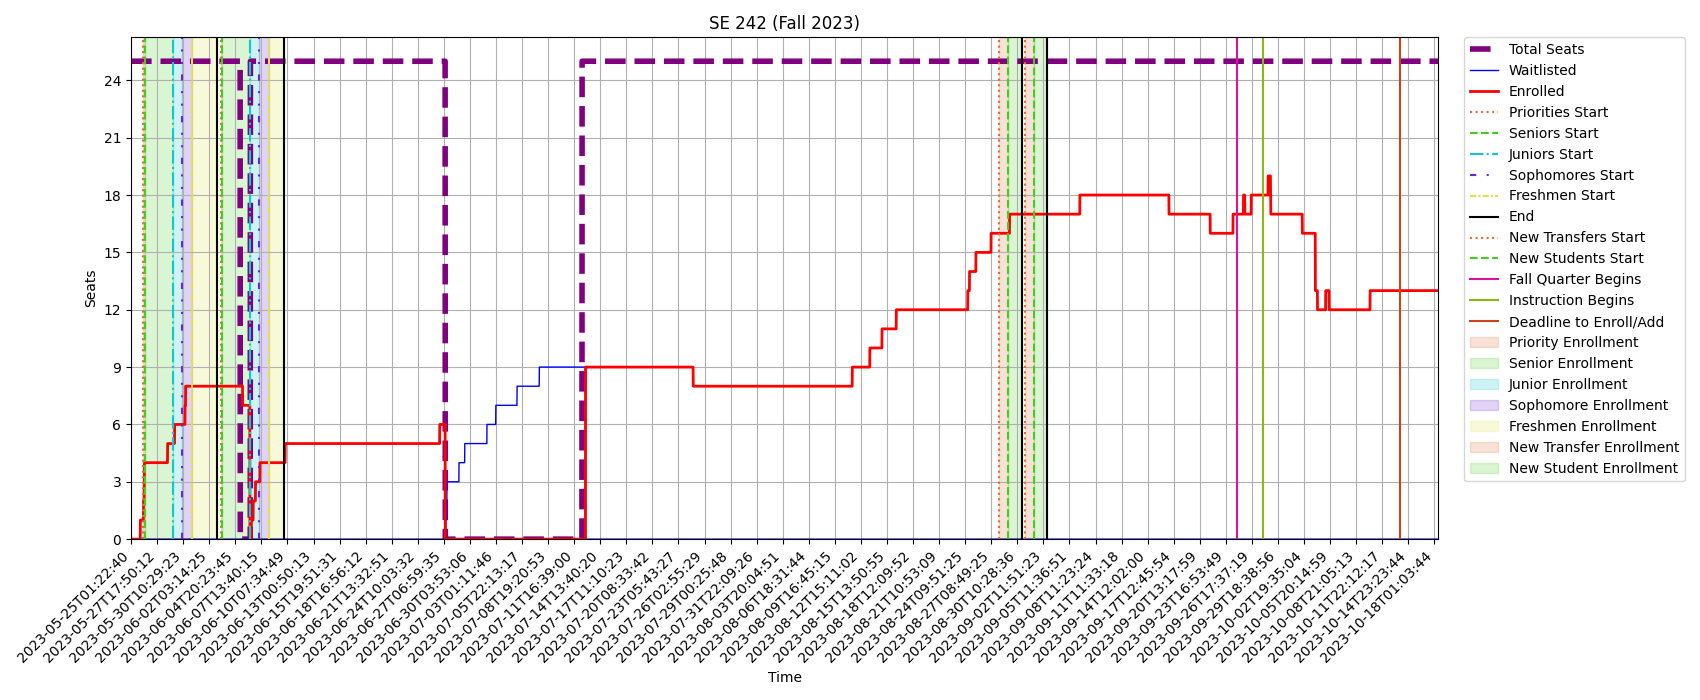 SE 242 (Fall 2023)
Seats
24
21
18
15
12
9
6
3
0
2023-05-25T01:22:40
2023-05-27T17:50:12
2023-05-30T10:29:23
2023-06-02T03:14:25
2023-06-04T20:23:45
2023-06-07T13:40:15
2023-06-10T07:34:49
2023-06-13T00:50:13
2023-06-15T19:51:31
2023-06-18T16:56:12
2023-06-21T13:32:51
2023-06-24T10:03:32
2023-06-27T06:59:35
2023-06-30T03:53:06
2023-07-03T01:11:46
2023-07-05T22:13:17
2023-07-08T19:20:53
2023-07-11T16:39:00
2023-07-14T13:40:20
2023-07-17T11:10:23
2023-07-20T08:33:42
2023-07-23T05:43:27
2023-07-26T02:55:29
2023-07-29T00:25:48
2023-07-31T22:09:26
2023-08-03T20:04:51
2023-08-06T18:31:44
2023-08-09T16:45:15
2023-08-12T15:11:02
2023-08-15T13:50:55
2023-08-18T12:09:52
2023-08-21T10:53:09
2023-08-24T09:51:25
2023-08-27T08:49:25
2023-08-30T10:28:36
2023-09-02T11:51:23
2023-09-05T11:36:51
2023-09-08T11:23:24
2023-09-11T11:33:18
2023-09-14T12:02:00
2023-09-17T12:45:54
2023-09-20T13:17:59
2023-09-23T16:53:49
2023-09-26T17:37:19
2023-09-29T18:38:56
2023-10-02T19:35:04
2023-10-05T20:14:59
2023-10-08T21:05:13
2023-10-11T22:12:17
2023-10-14T23:23:44
2023-10-18T01:03:44
Time
Total Seats
Waitlisted
Enrolled
Priorities Start
Seniors Start
Juniors Start
Sophomores Start
Freshmen Start
End
New Transfers Start
New Students Start
Fall Quarter Begins
Instruction Begins
Deadline to Enroll/Add
Priority Enrollment
Senior Enrollment
Junior Enrollment
Sophomore Enrollment
Freshmen Enrollment
New Transfer Enrollment
New Student Enrollment